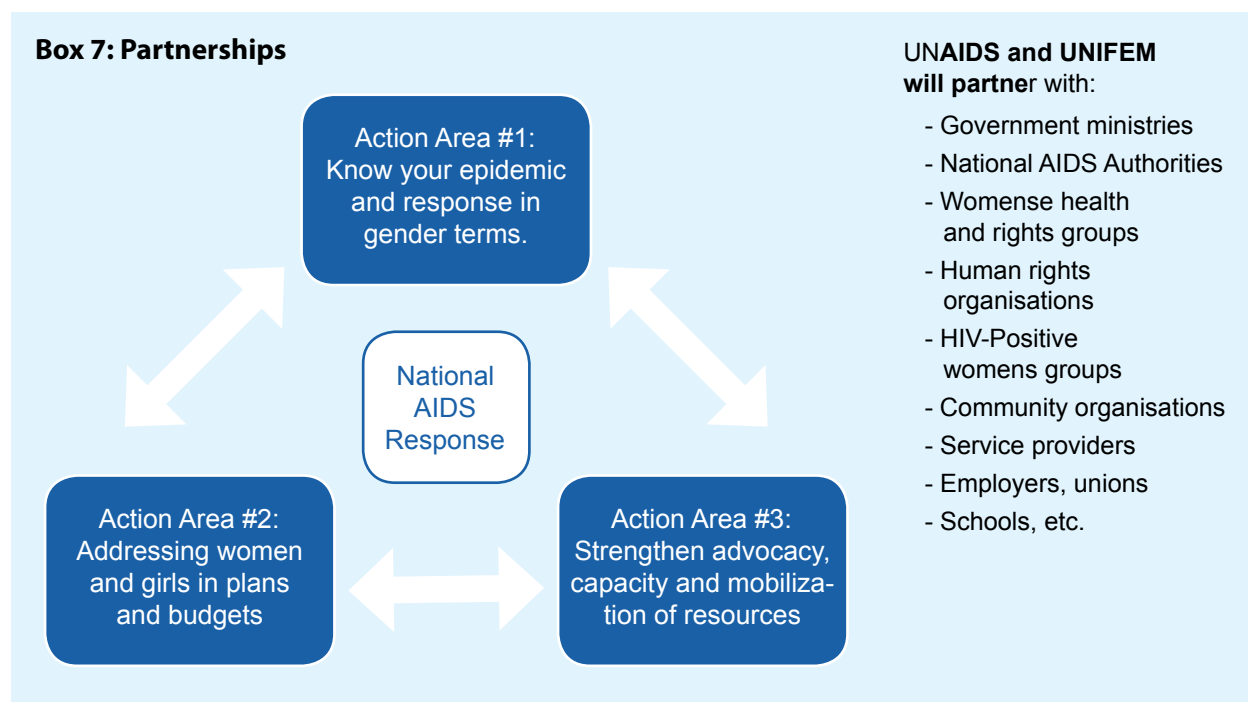 Box 7: Partnerships
Action Area #1:
Know your epidemic
and response in
gender terms.
National
AIDS
Response
Action Area #2:
Addressing women
and girls in plans
and budgets
Action Area #3:
Strengthen advocacy,
capacity and mobiliza-
tion of resources
UNAIDS and UNIFEM
will partner with:
- Government ministries
- National AIDS Authorities
- Womense health
and rights groups
- Human rights
organisations
- HIV-Positive
womens groups
- Community organisations
- Service providers
- Employers, unions
- Schools, etc.